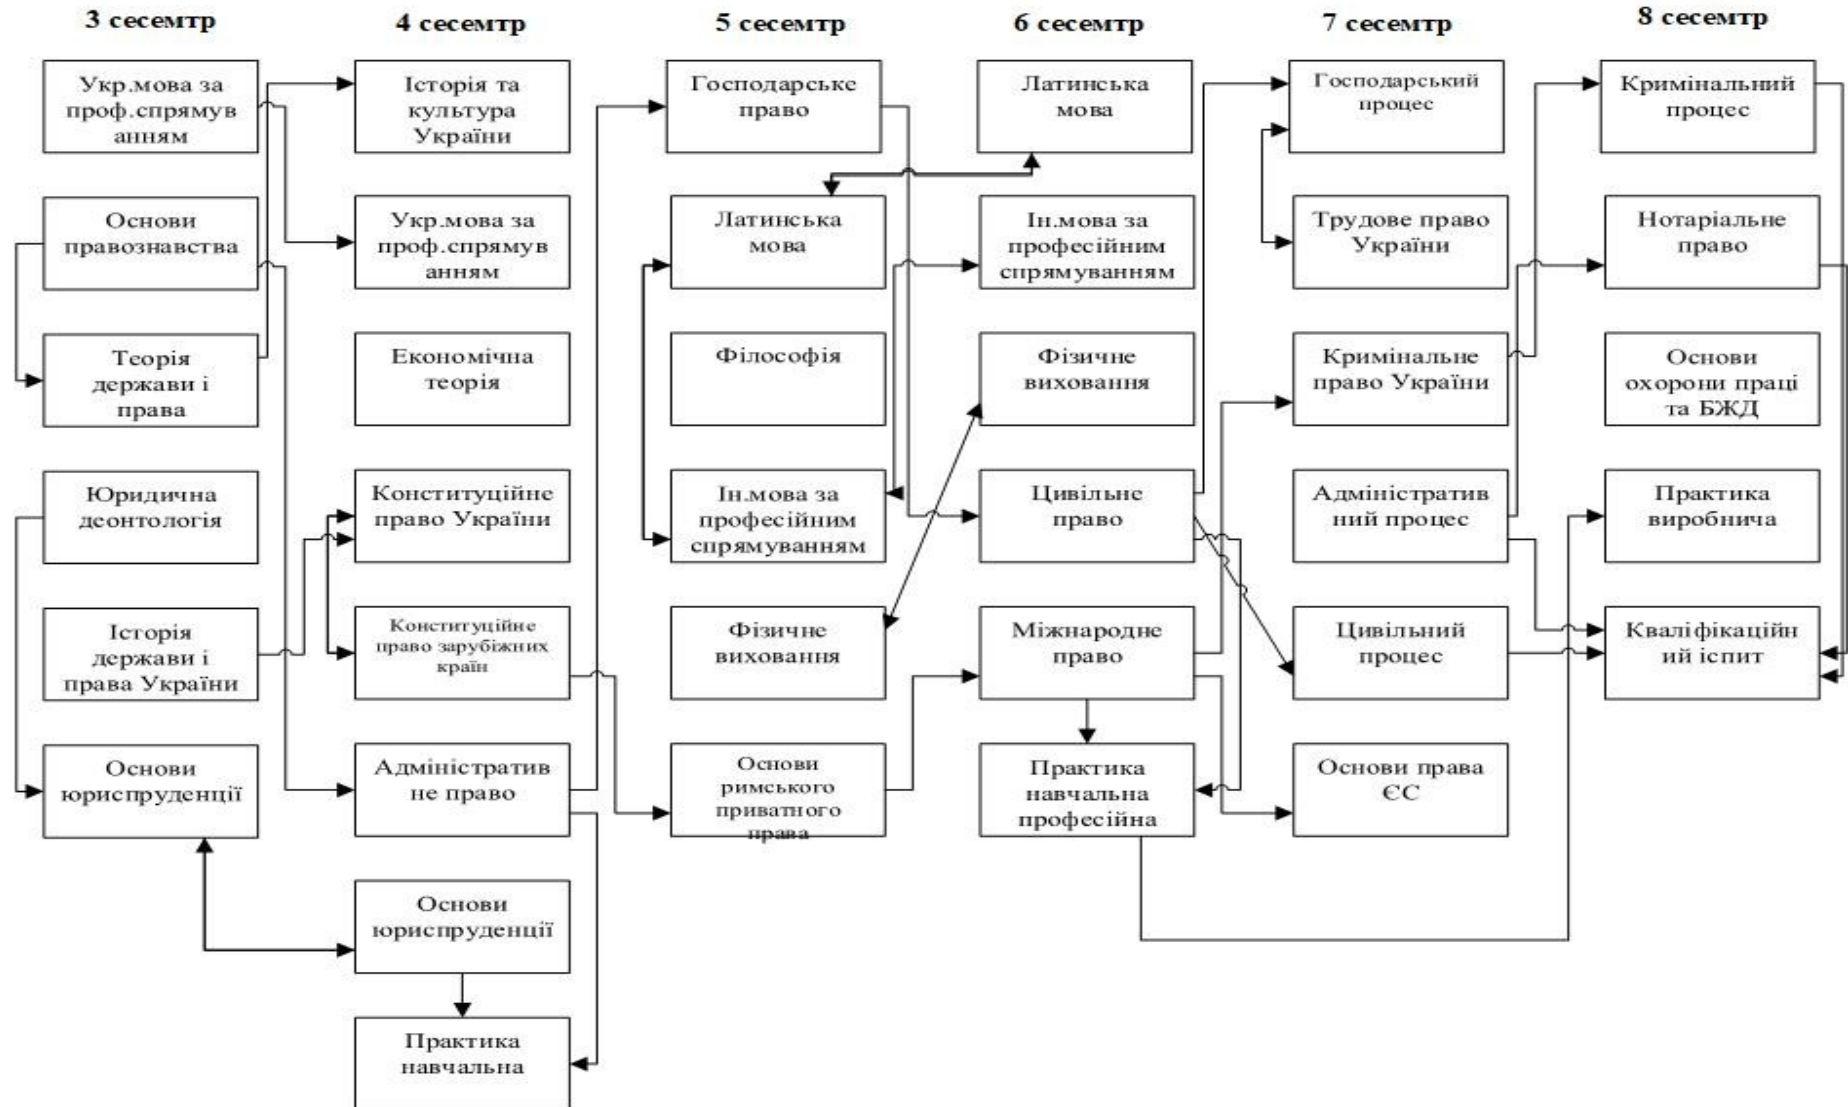 3 сесемтр
4 сесемтр
5 сесемтр
6 сесемтр
7 сесемтр
8 сесемтр
Укр.мова за
проф.спрямув
анням
Основи
правознавства
Теорія
держави і
права
Юридична
деонтологія
Історія
держави і
права України
Основи
юриспруденції
Історія та
культура
України
Укр.мова за
проф.спрямув
анням
Економічна
теорія
Конституційне
право України
Конституційне
право зарубіжних
країн
Адміністратив
не право
Основи
юриспруденції
Практика
навчальна
Господарське
право
Латинська
мова
Філософія
Ін.мова за
професійним
спрямуванням
Фізичне
виховання
Основи
римського
приватного
права
Латинська
мова
Ін.мова за
професійним
спрямуванням
Фізичне
виховання
Цивільне
право
Міжнародне
право
Практика
навчальна
професійна
Господарський
процес
Трудове право
України
Кримінальне
право України
Адміністратив
ний процес
Цивільний
процес
Основи права
ЄС
Кримінальний
процес
Нотаріальне
право
Основи
охорони праці
та БЖД
Практика
виробнича
Кваліфікаційн
ий іспит